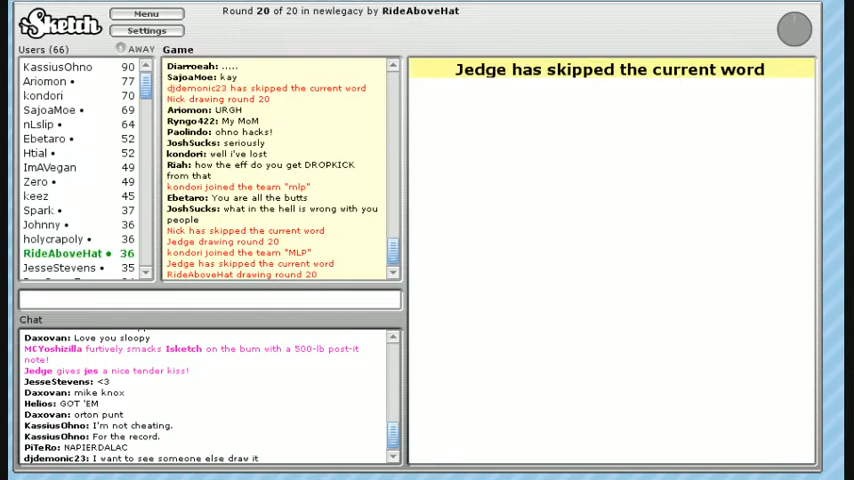 iSketch
Menu
Settings
Round 20 of 20 in newlegacy by RideAboveHat
Users (66)
AWAY
KassiusOhno 90
Ariomon • 77
kondori 70
SajoaMoe • 69
nLslip • 64
Ebetaro • 52
Htial • 52
ImAVegan 49
Zero • 49
keez 45
Spark • 37
Johnny • 36
holycrapoly • 36
RideAboveHat • 36
JesseStevens • 35
Game
Diarroeah: .....
SajoaMoe: kay
djdemonic23 has skipped the current word
Nick drawing round 20
Ariomon: URGH
Ryngo422: My MoM
Paolindo: ohno hacks!
JoshSucks: seriously
kondori: well i've lost
Riah: how the eff do you get DROPKICK
from that
kondori joined the team "mlp"
Ebetaro: You are all the butts
JoshSucks: what in the hell is wrong with you
people
Nick has skipped the current word
Jedge drawing round 20
kondori joined the team "MLP"
Jedge has skipped the current word
RideAboveHat drawing round 20
Jedge has skipped the current word
Chat
Daxovan: Love you sloopy
MCYoshizilla furtively smacks Isketch on the bum with a 500-lb post-it
note!
Jedge gives jes a nice tender kiss!
JesseStevens: <3
Daxovan: mike knox
Helios: GOT 'EM
Daxovan: orton punt
KassiusOhno: I'm not cheating.
KassiusOhno: For the record.
PiTeRo: NAPIERDALAC
djdemonic23: I want to see someone else draw it